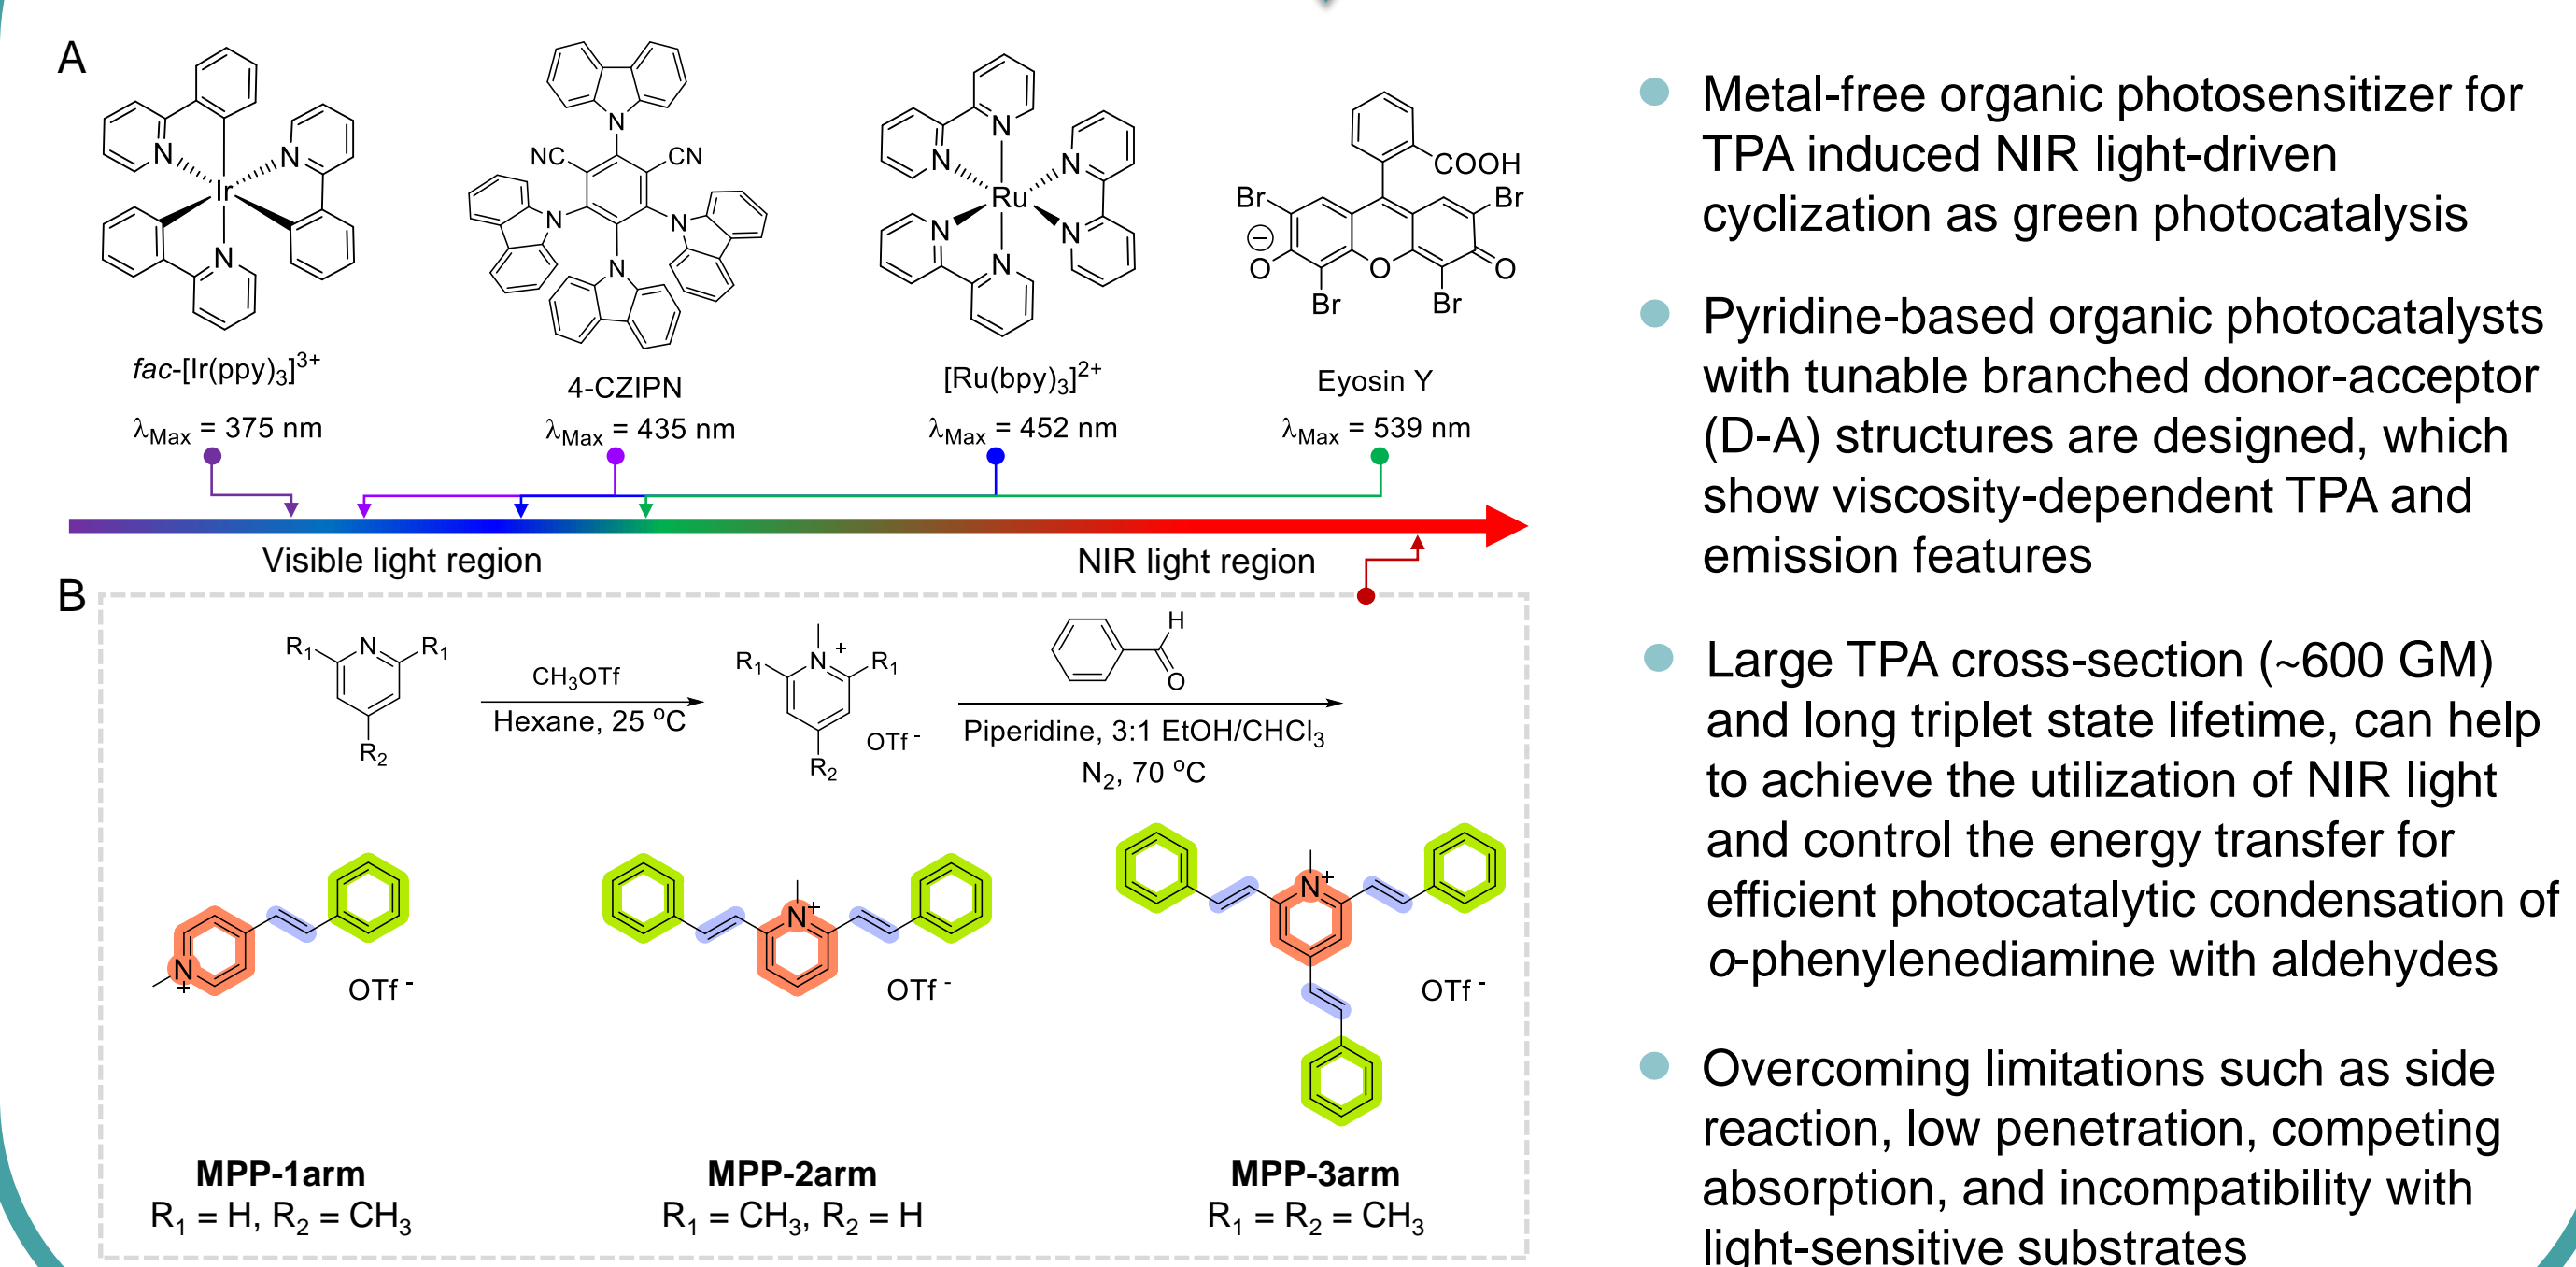 A
N
N
Ir
N
fac-[Ir(ppy)3]3+
λMax = 375 nm
N
NC
CN
N
N
N
4-CZIPN
λMax = 435 nm
N
N
N
Ru
N
N
N
[Ru(bpy)3]2+
λMax = 452 nm
COOH
Br
Br
⊖
O
O
O
Br
Br
Eyosin Y
λMax = 539 nm
Visible light region
NIR light region
B
R1
N
R1
R2
CH3OTf
Hexane, 25 oC
R1
N
+
R1
R2
OTf -
H
O
Piperidine, 3:1 EtOH/CHCl3
N2, 70 oC
N
+
OTf -
N+
OTf -
N+
OTf -
MPP-1arm
R1 = H, R2 = CH3
MPP-2arm
R1 = CH3, R2 = H
MPP-3arm
R1 = R2 = CH3
Metal-free organic photosensitizer for
TPA induced NIR light-driven
cyclization as green photocatalysis
Pyridine-based organic photocatalysts
with tunable branched donor-acceptor
(D-A) structures are designed, which
show viscosity-dependent TPA and
emission features
Large TPA cross-section (~600 GM)
and long triplet state lifetime, can help
to achieve the utilization of NIR light
and control the energy transfer for
efficient photocatalytic condensation of
o-phenylenediamine with aldehydes
Overcoming limitations such as side
reaction, low penetration, competing
absorption, and incompatibility with
light-sensitive substrates